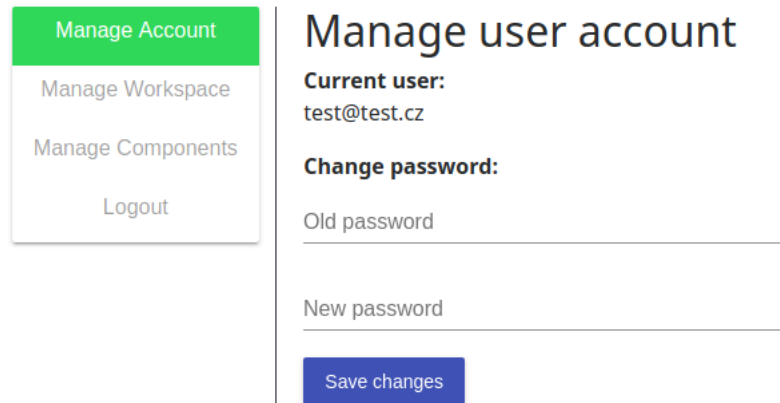 Manage Account
Manage Workspace
Manage Components
Logout
Manage user account
Current user:
test@test.cz
Change password:
Old password
New password
Save changes